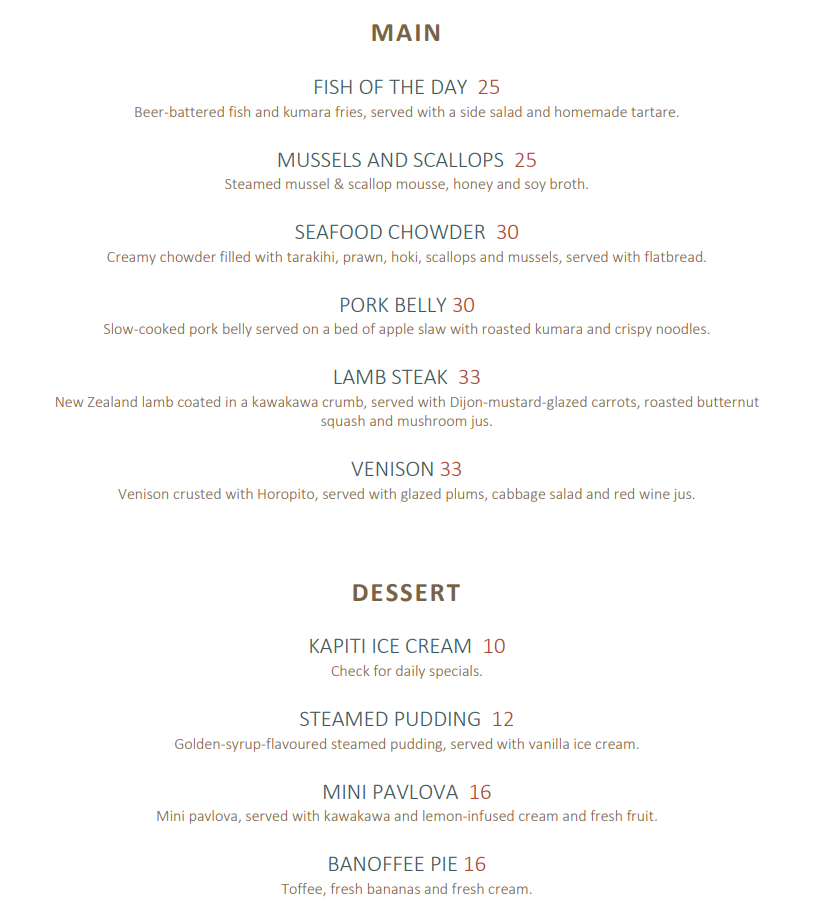 MAIN
FISH OF THE DAY 25
Beer-battered fish and kumara fries, served with a side salad and homemade tartare.
MUSSELS AND SCALLOPS 25
Steamed mussel & scallop mousse, honey and soy broth.
SEAFOOD CHOWDER 30
Creamy chowder filled with tarakihi, prawn, hoki, scallops and mussels, served with flatbread.
PORK BELLY 30
Slow-cooked pork belly served on a bed of apple slaw with roasted kumara and crispy noodles.
LAMB STEAK 33
New Zealand lamb coated in a kawakawa crumb, served with Dijon-mustard-glazed carrots, roasted butternut
squash and mushroom jus.
VENISON 33
Venison crusted with Horopito, served with glazed plums, cabbage salad and red wine jus.
DESSERT
KAPITI ICE CREAM 10
Check for daily specials.
STEAMED PUDDING 12
Golden-syrup-flavoured steamed pudding, served with vanilla ice cream.
MINI PAVLOVA 16
Mini pavlova, served with kawakawa and lemon-infused cream and fresh fruit.
BANOFFEE PIE 16
Toffee, fresh bananas and fresh cream.